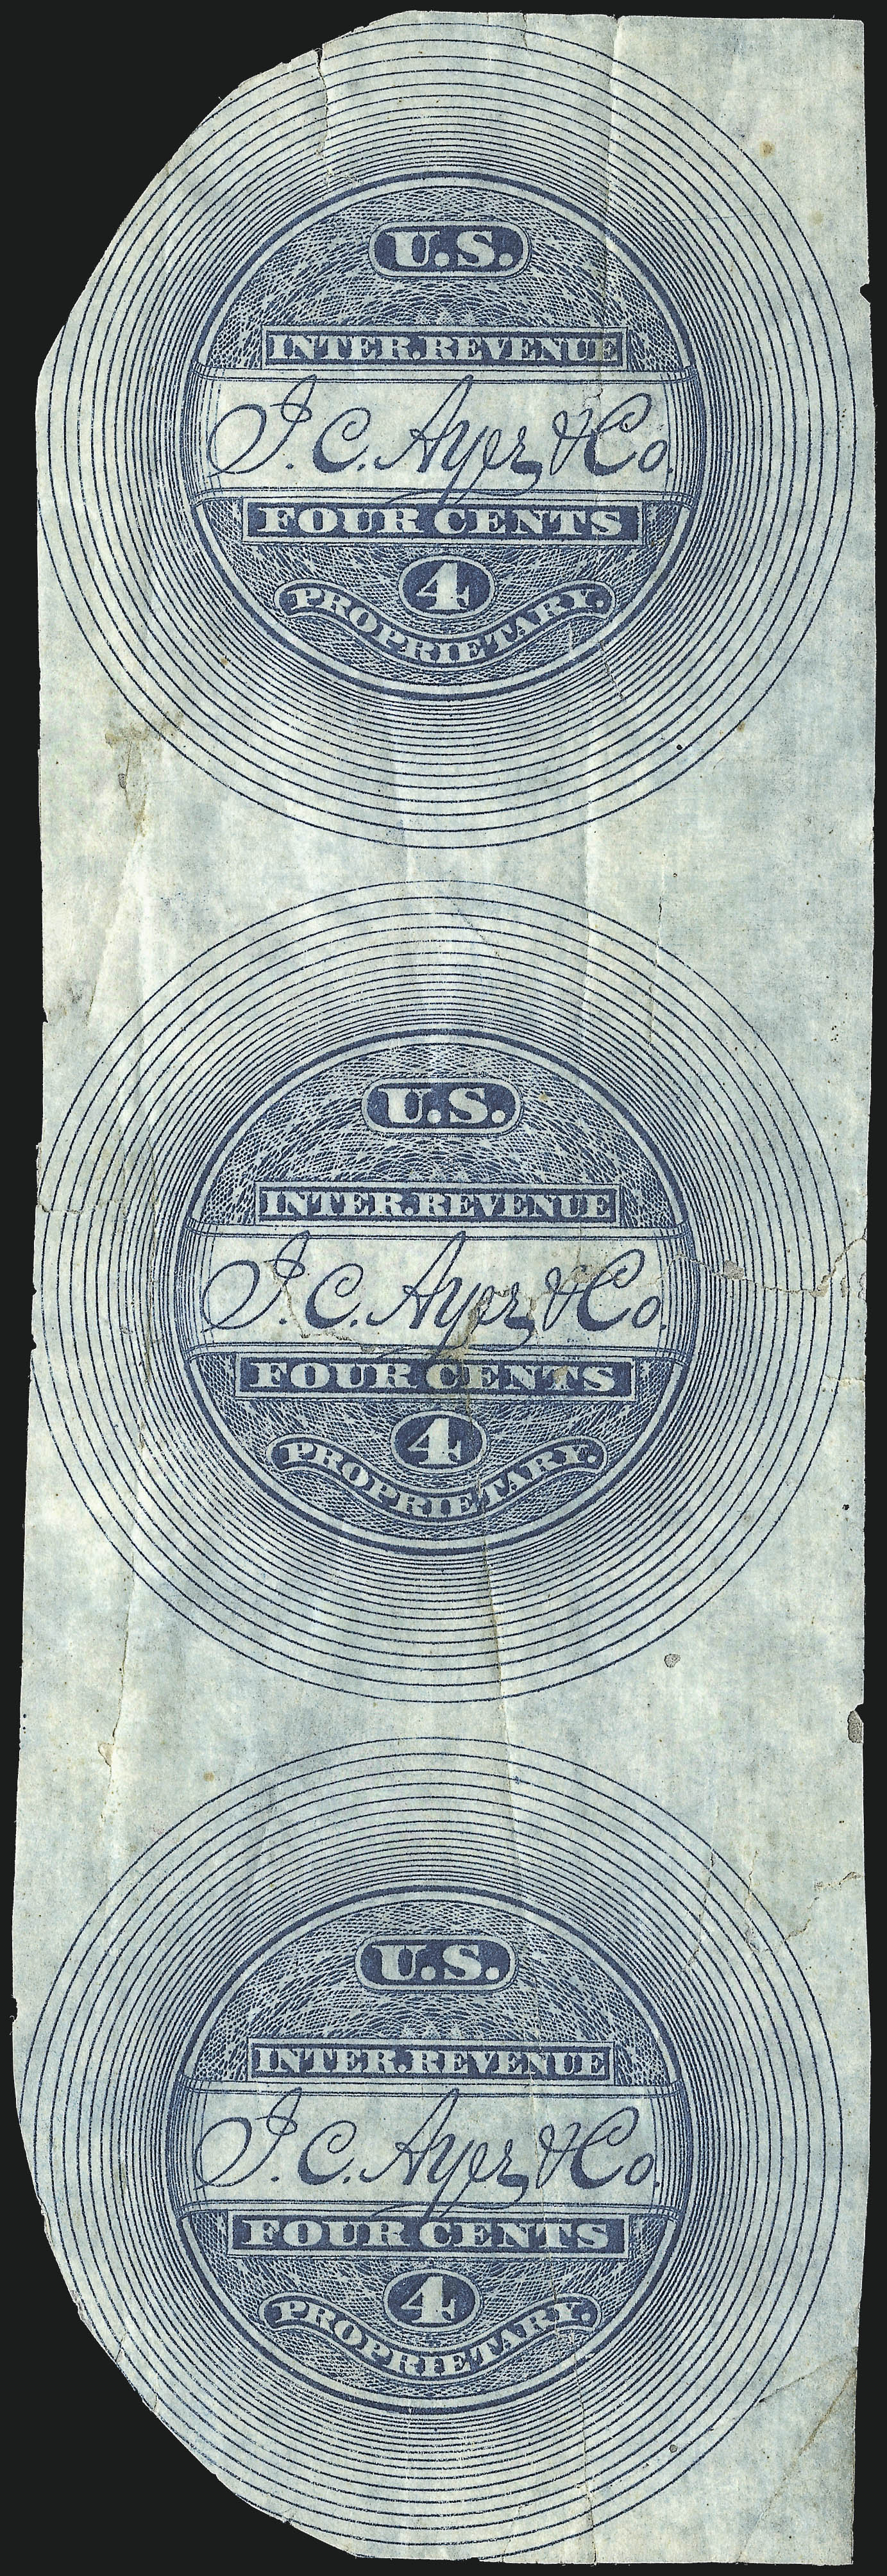 U.S.
INTER. REVENUE
J. C. Ayer & Co.
FOUR CENTS
4
PROPRIETARY.
U.S.
INTER. REVENUE
J. C. Ayer & Co.
FOUR CENTS
4
PROPRIETARY.
U.S.
INTER. REVENUE
J. C. Ayer & Co.
FOUR CENTS
4
PROPRIETARY.